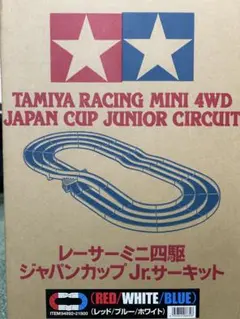 TAMIYA RACING MINI 4WD
JAPAN CUP JUNIOR CIRCUIT
レーサーミニ四駆
ジャパンカップJr.サーキット
(RED/WHITE/BLUE)
(レッド/ブルー/ホワイト)